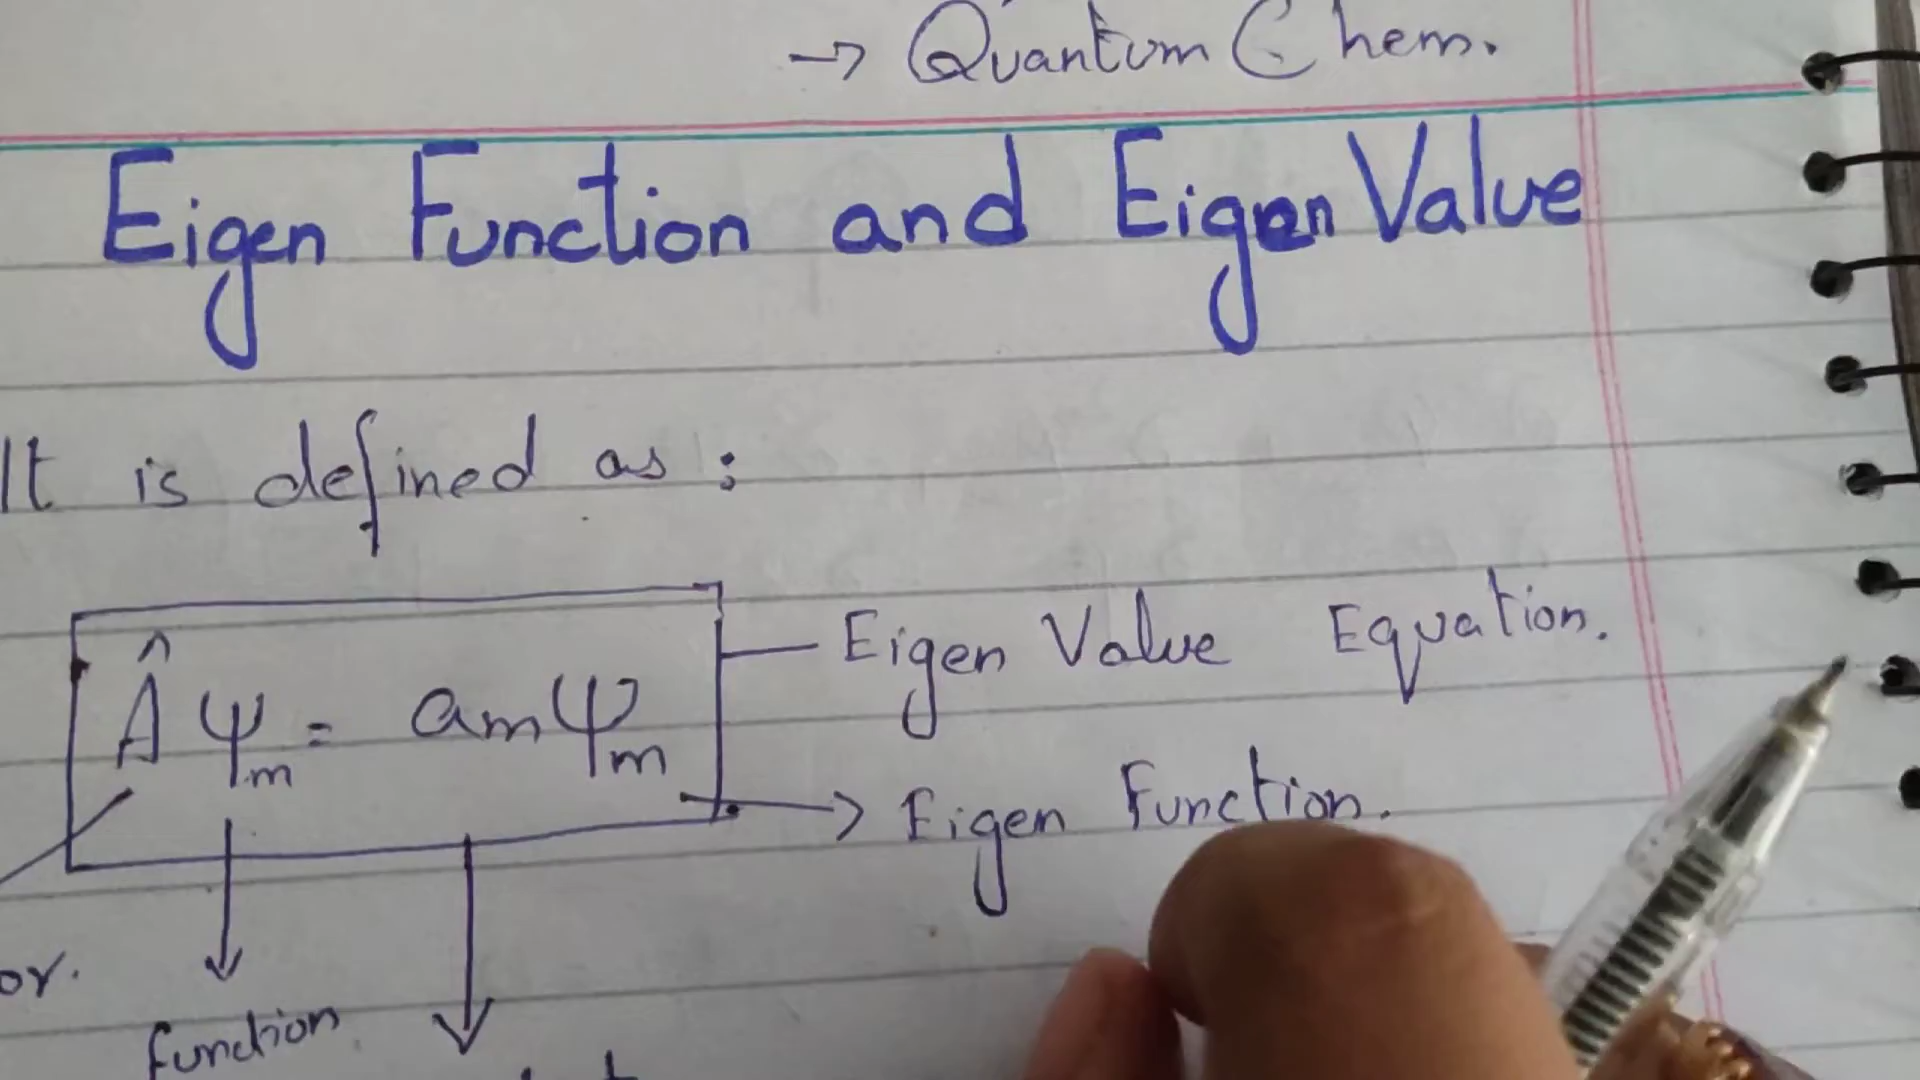 → Quantum Chem.
Eigen Function and Eigen Value
It is defined as :
Â ψm = am ψm
Eigen Value Equation.
→ Eigen Function.
or.
function